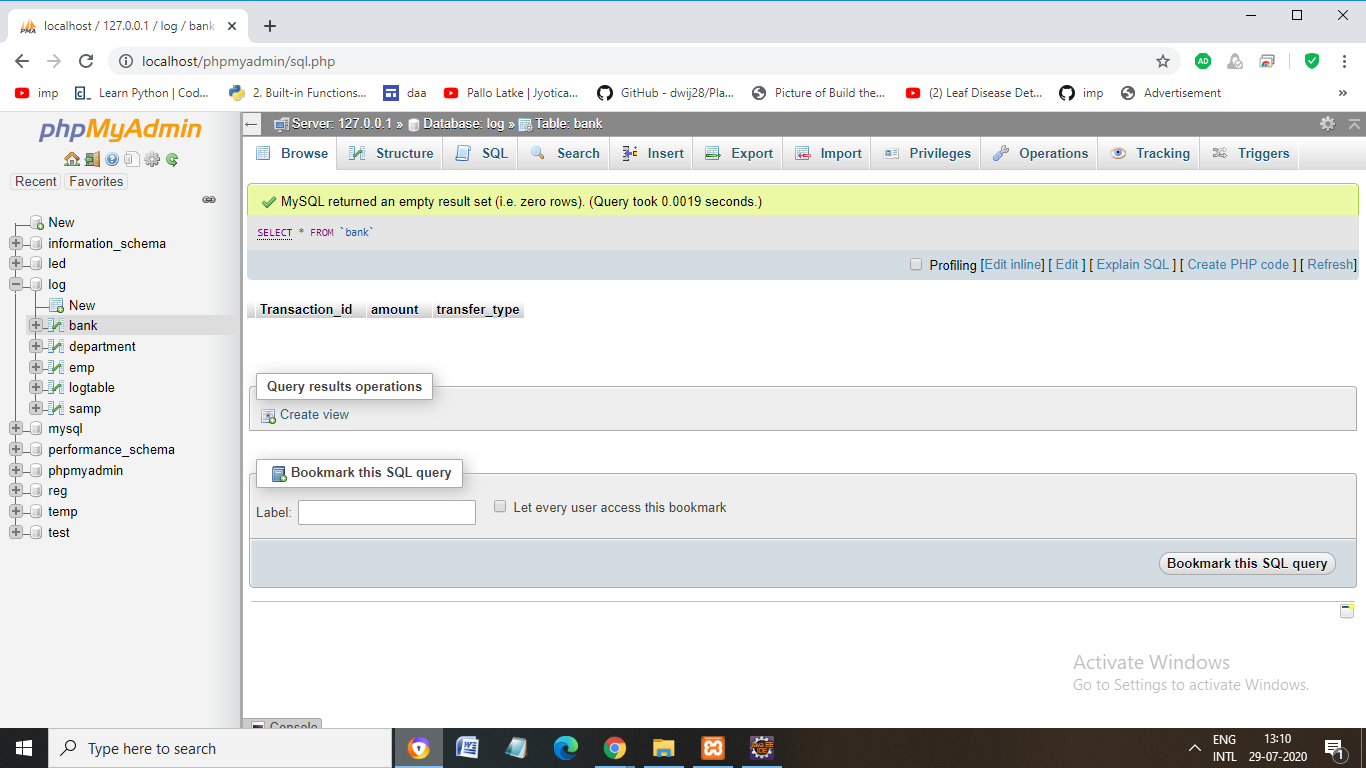 localhost / 127.0.0.1 / log / bank
localhost/phpmyadmin/sql.php
imp
Learn Python | Cod...
2. Built-in Functions...
daa
Pallo Latke | Jyotica...
GitHub - dwij28/Pla...
Picture of Build the...
(2) Leaf Disease Det...
imp
Advertisement
»
phpMyAdmin
Recent
Favorites
New
information_schema
led
log
New
bank
department
emp
logtable
samp
mysql
performance_schema
phpmyadmin
reg
temp
test
Server: 127.0.0.1 » Database: log » Table: bank
Browse
Structure
SQL
Search
Insert
Export
Import
Privileges
Operations
Tracking
Triggers
MySQL returned an empty result set (i.e. zero rows). (Query took 0.0019 seconds.)
SELECT * FROM `bank`
Profiling [Edit inline] [ Edit ] [ Explain SQL ] [ Create PHP code ] [ Refresh]
Transaction_id amount transfer_type
Query results operations
Create view
Bookmark this SQL query
Label:
Let every user access this bookmark
Bookmark this SQL query
Activate Windows
Go to Settings to activate Windows.
Console
Type here to search
ENG
INTL
13:10
29-07-2020
1